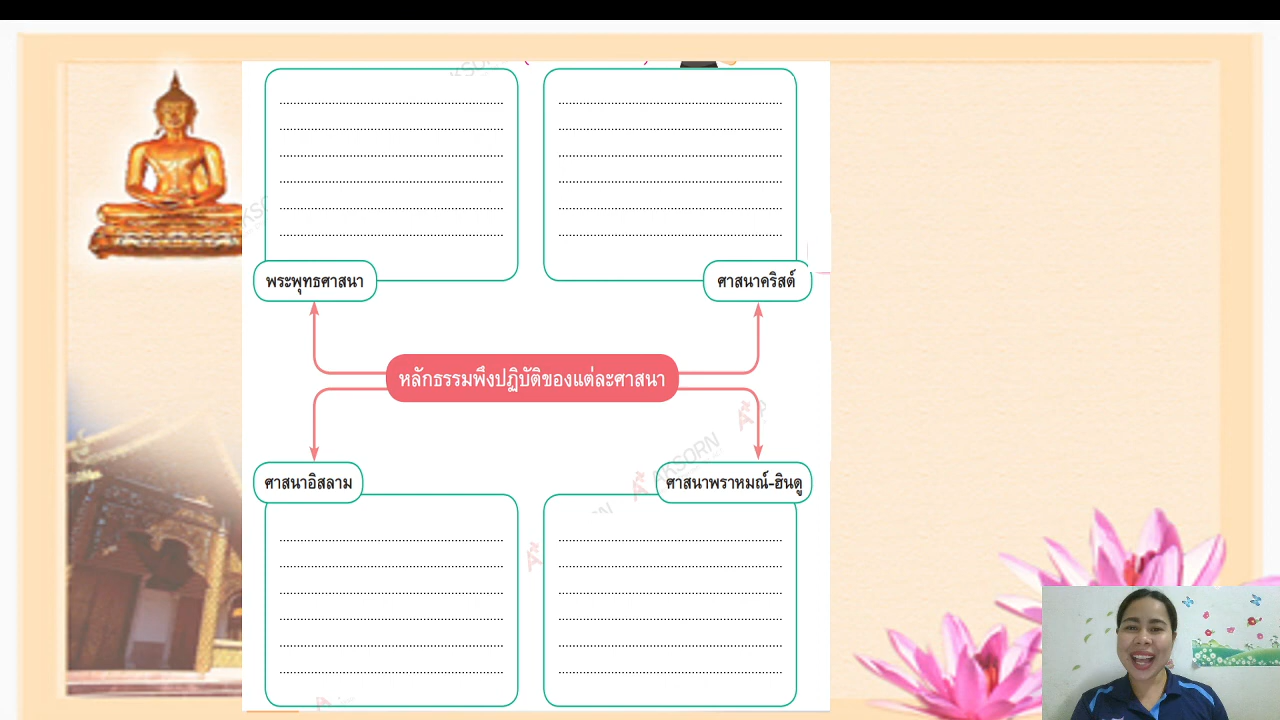 พระพุทธศาสนา
ศาสนาคริสต์
หลักธรรมพึงปฏิบัติของแต่ละศาสนา
ศาสนาอิสลาม
ศาสนาพราหมณ์-ฮินดู
AKSORN